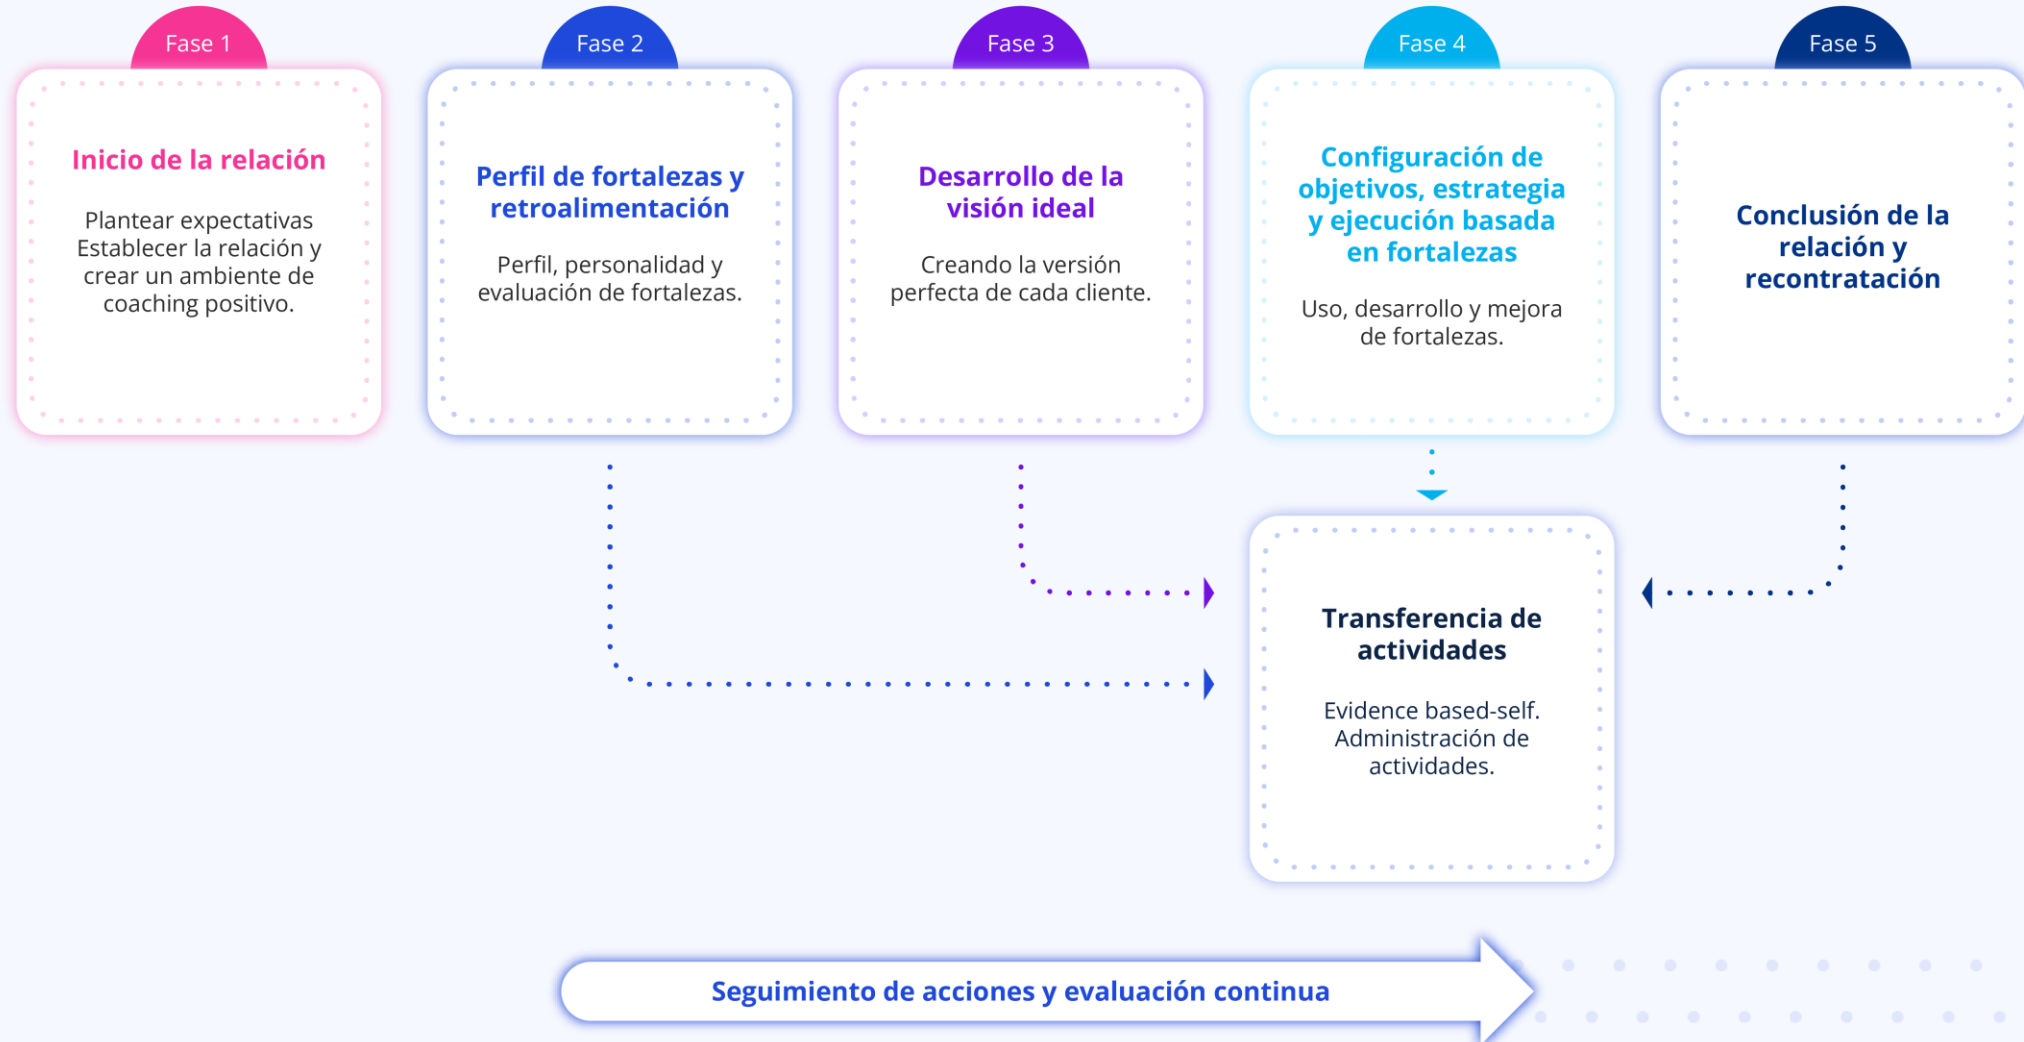 Fase 1
Inicio de la relación
Plantear expectativas
Establecer la relación y
crear un ambiente de
coaching positivo.
Fase 2
Perfil de fortalezas y
retroalimentación
Perfil, personalidad y
evaluación de fortalezas.
Fase 3
Desarrollo de la
visión ideal
Creando la versión
perfecta de cada cliente.
Fase 4
Configuración de
objetivos, estrategia
y ejecución basada
en fortalezas
Uso, desarrollo y mejora
de fortalezas.
Fase 5
Conclusión de la
relación y
recontratación
Transferencia de
actividades
Evidence based-self.
Administración de
actividades.
Seguimiento de acciones y evaluación continua